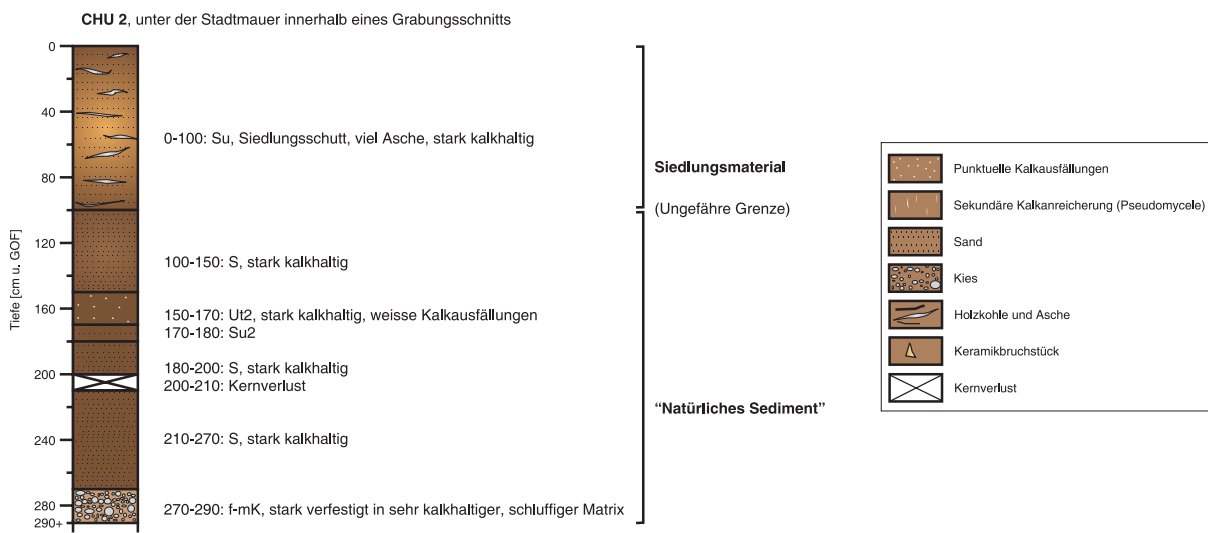 CHU 2, unter der Stadtmauer innerhalb eines Grabungsschnitts
Tiefe [cm u. GOF]
0
40
80
120
160
200
240
280
290+
0-100: Su, Siedlungsschutt, viel Asche, stark kalkhaltig
100-150: S, stark kalkhaltig
150-170: Ut2, stark kalkhaltig, weisse Kalkausfällungen
170-180: Su2
180-200: S, stark kalkhaltig
200-210: Kernverlust
210-270: S, stark kalkhaltig
270-290: f-mK, stark verfestigt in sehr kalkhaltiger, schluffiger Matrix
Siedlungsmaterial
(Ungefähre Grenze)
“Natürliches Sediment”
Punktuelle Kalkausfällungen
Sekundäre Kalkanreicherung (Pseudomycele)
Sand
Kies
Holzkohle und Asche
Keramikbruchstück
Kernverlust